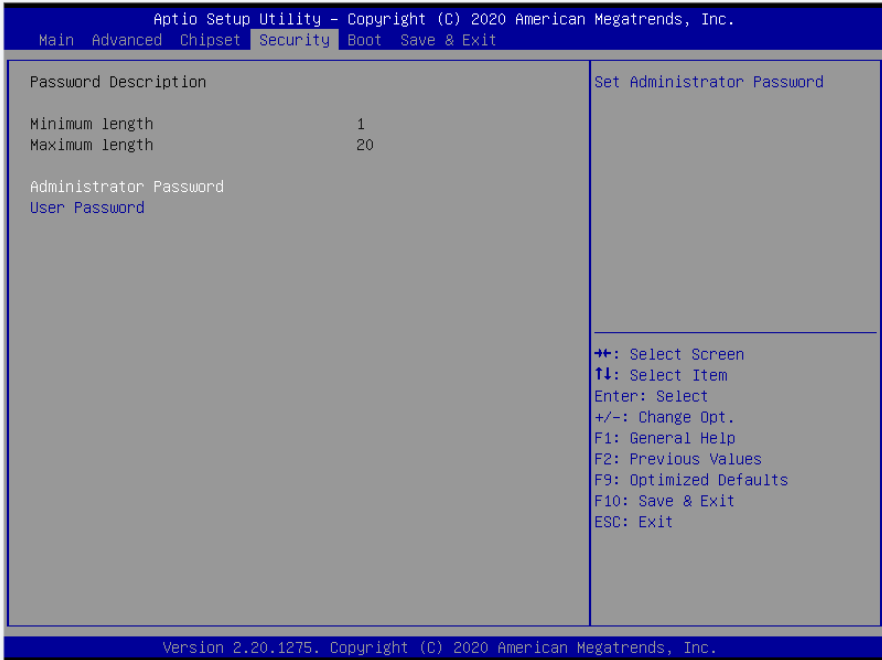 Aptio Setup Utility – Copyright (C) 2020 American Megatrends, Inc.
Main Advanced Chipset Security Boot Save & Exit
Password Description
Minimum length 1
Maximum length 20
Administrator Password
User Password
Set Administrator Password
→←: Select Screen
↑↓: Select Item
Enter: Select
+/-: Change Opt.
F1: General Help
F2: Previous Values
F9: Optimized Defaults
F10: Save & Exit
ESC: Exit
Version 2.20.1275. Copyright (C) 2020 American Megatrends, Inc.